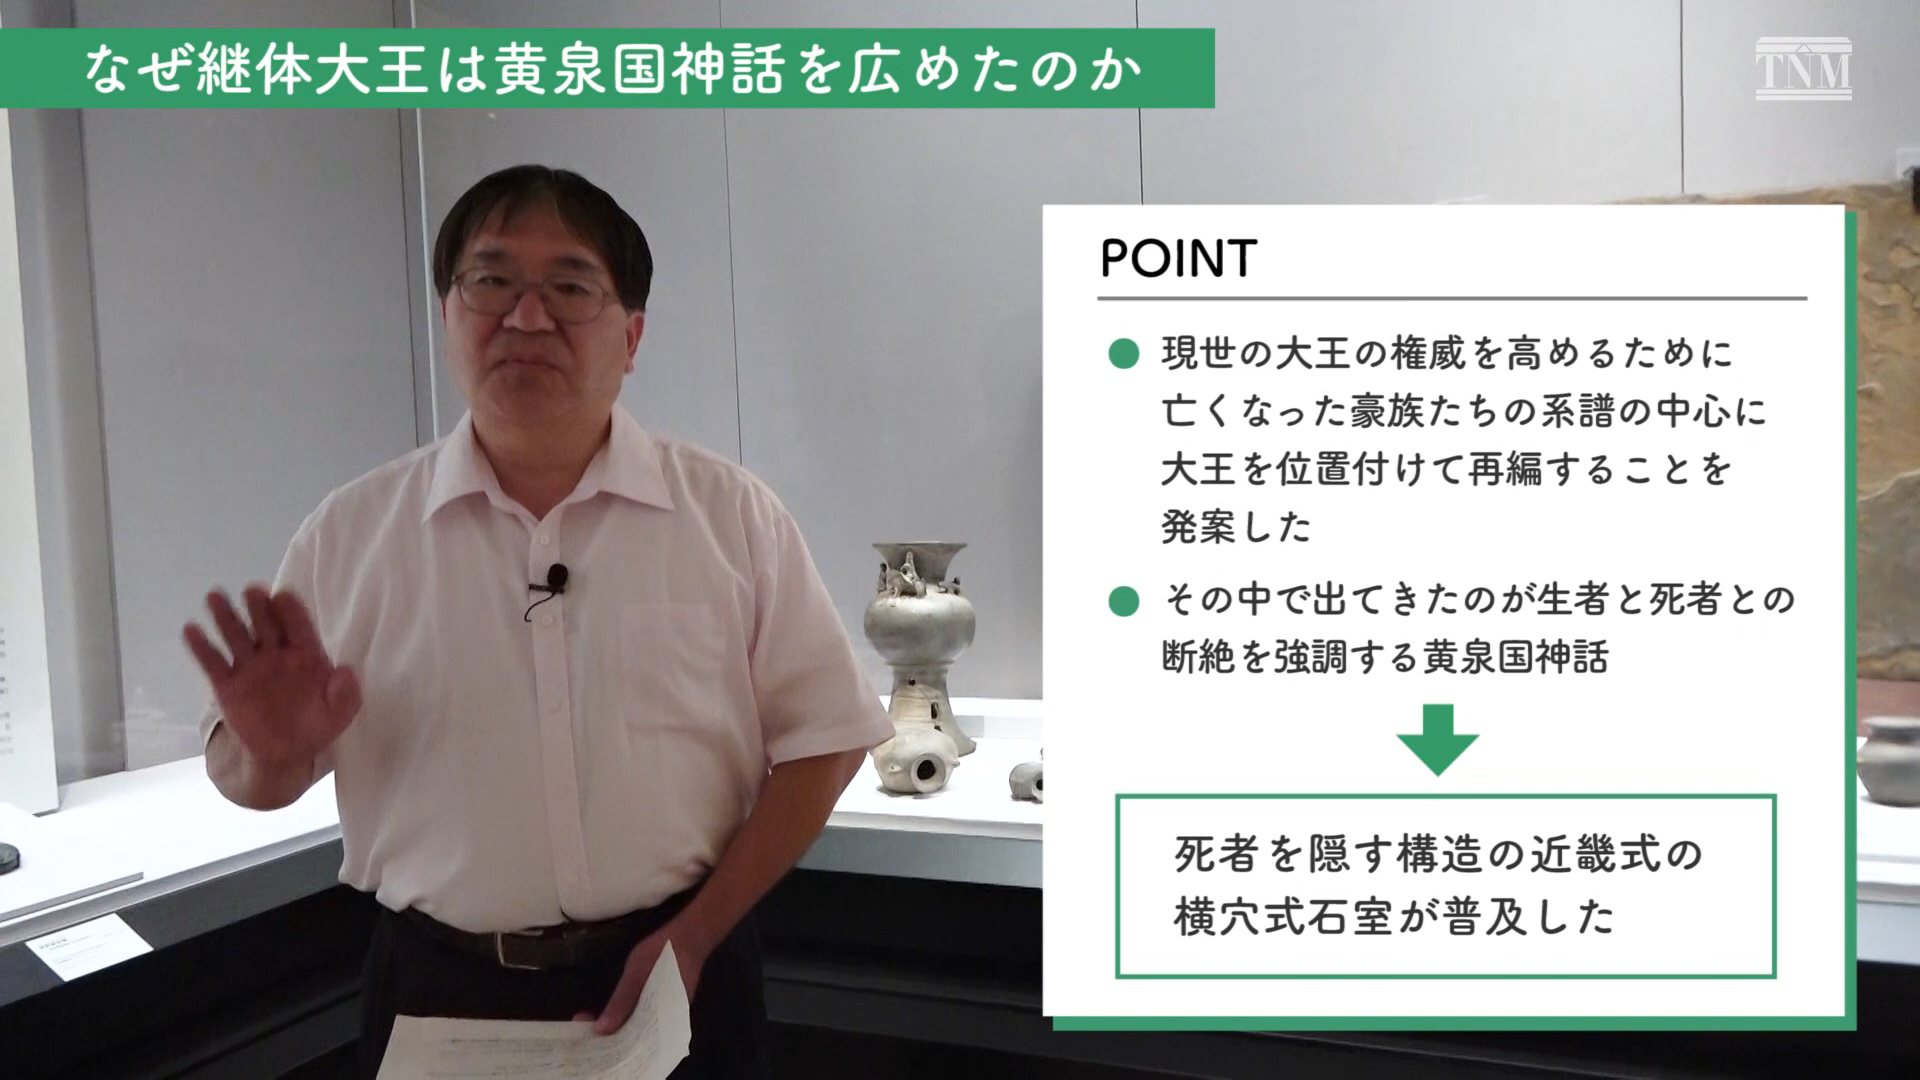 なぜ継体大王は黄泉国神話を広めたのか
TNM
POINT
● 現世の大王の権威を高めるために
亡くなった豪族たちの系譜の中心に
大王を位置付けて再編することを
発案した
● その中で出てきたのが生者と死者との
断絶を強調する黄泉国神話
死者を隠す構造の近畿式の
横穴式石室が普及した